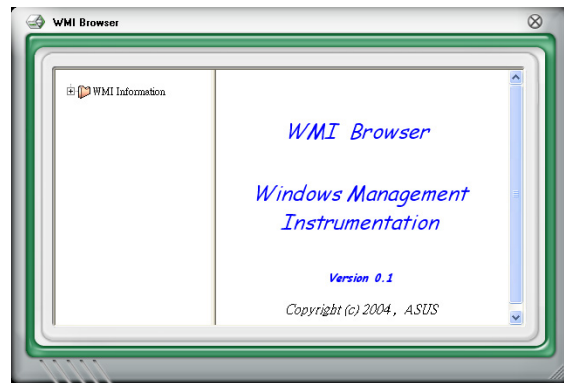 WMI Browser
WMI Information
WMI Browser
Windows Management
Instrumentation
Version 0.1
Copyright (c) 2004, ASUS